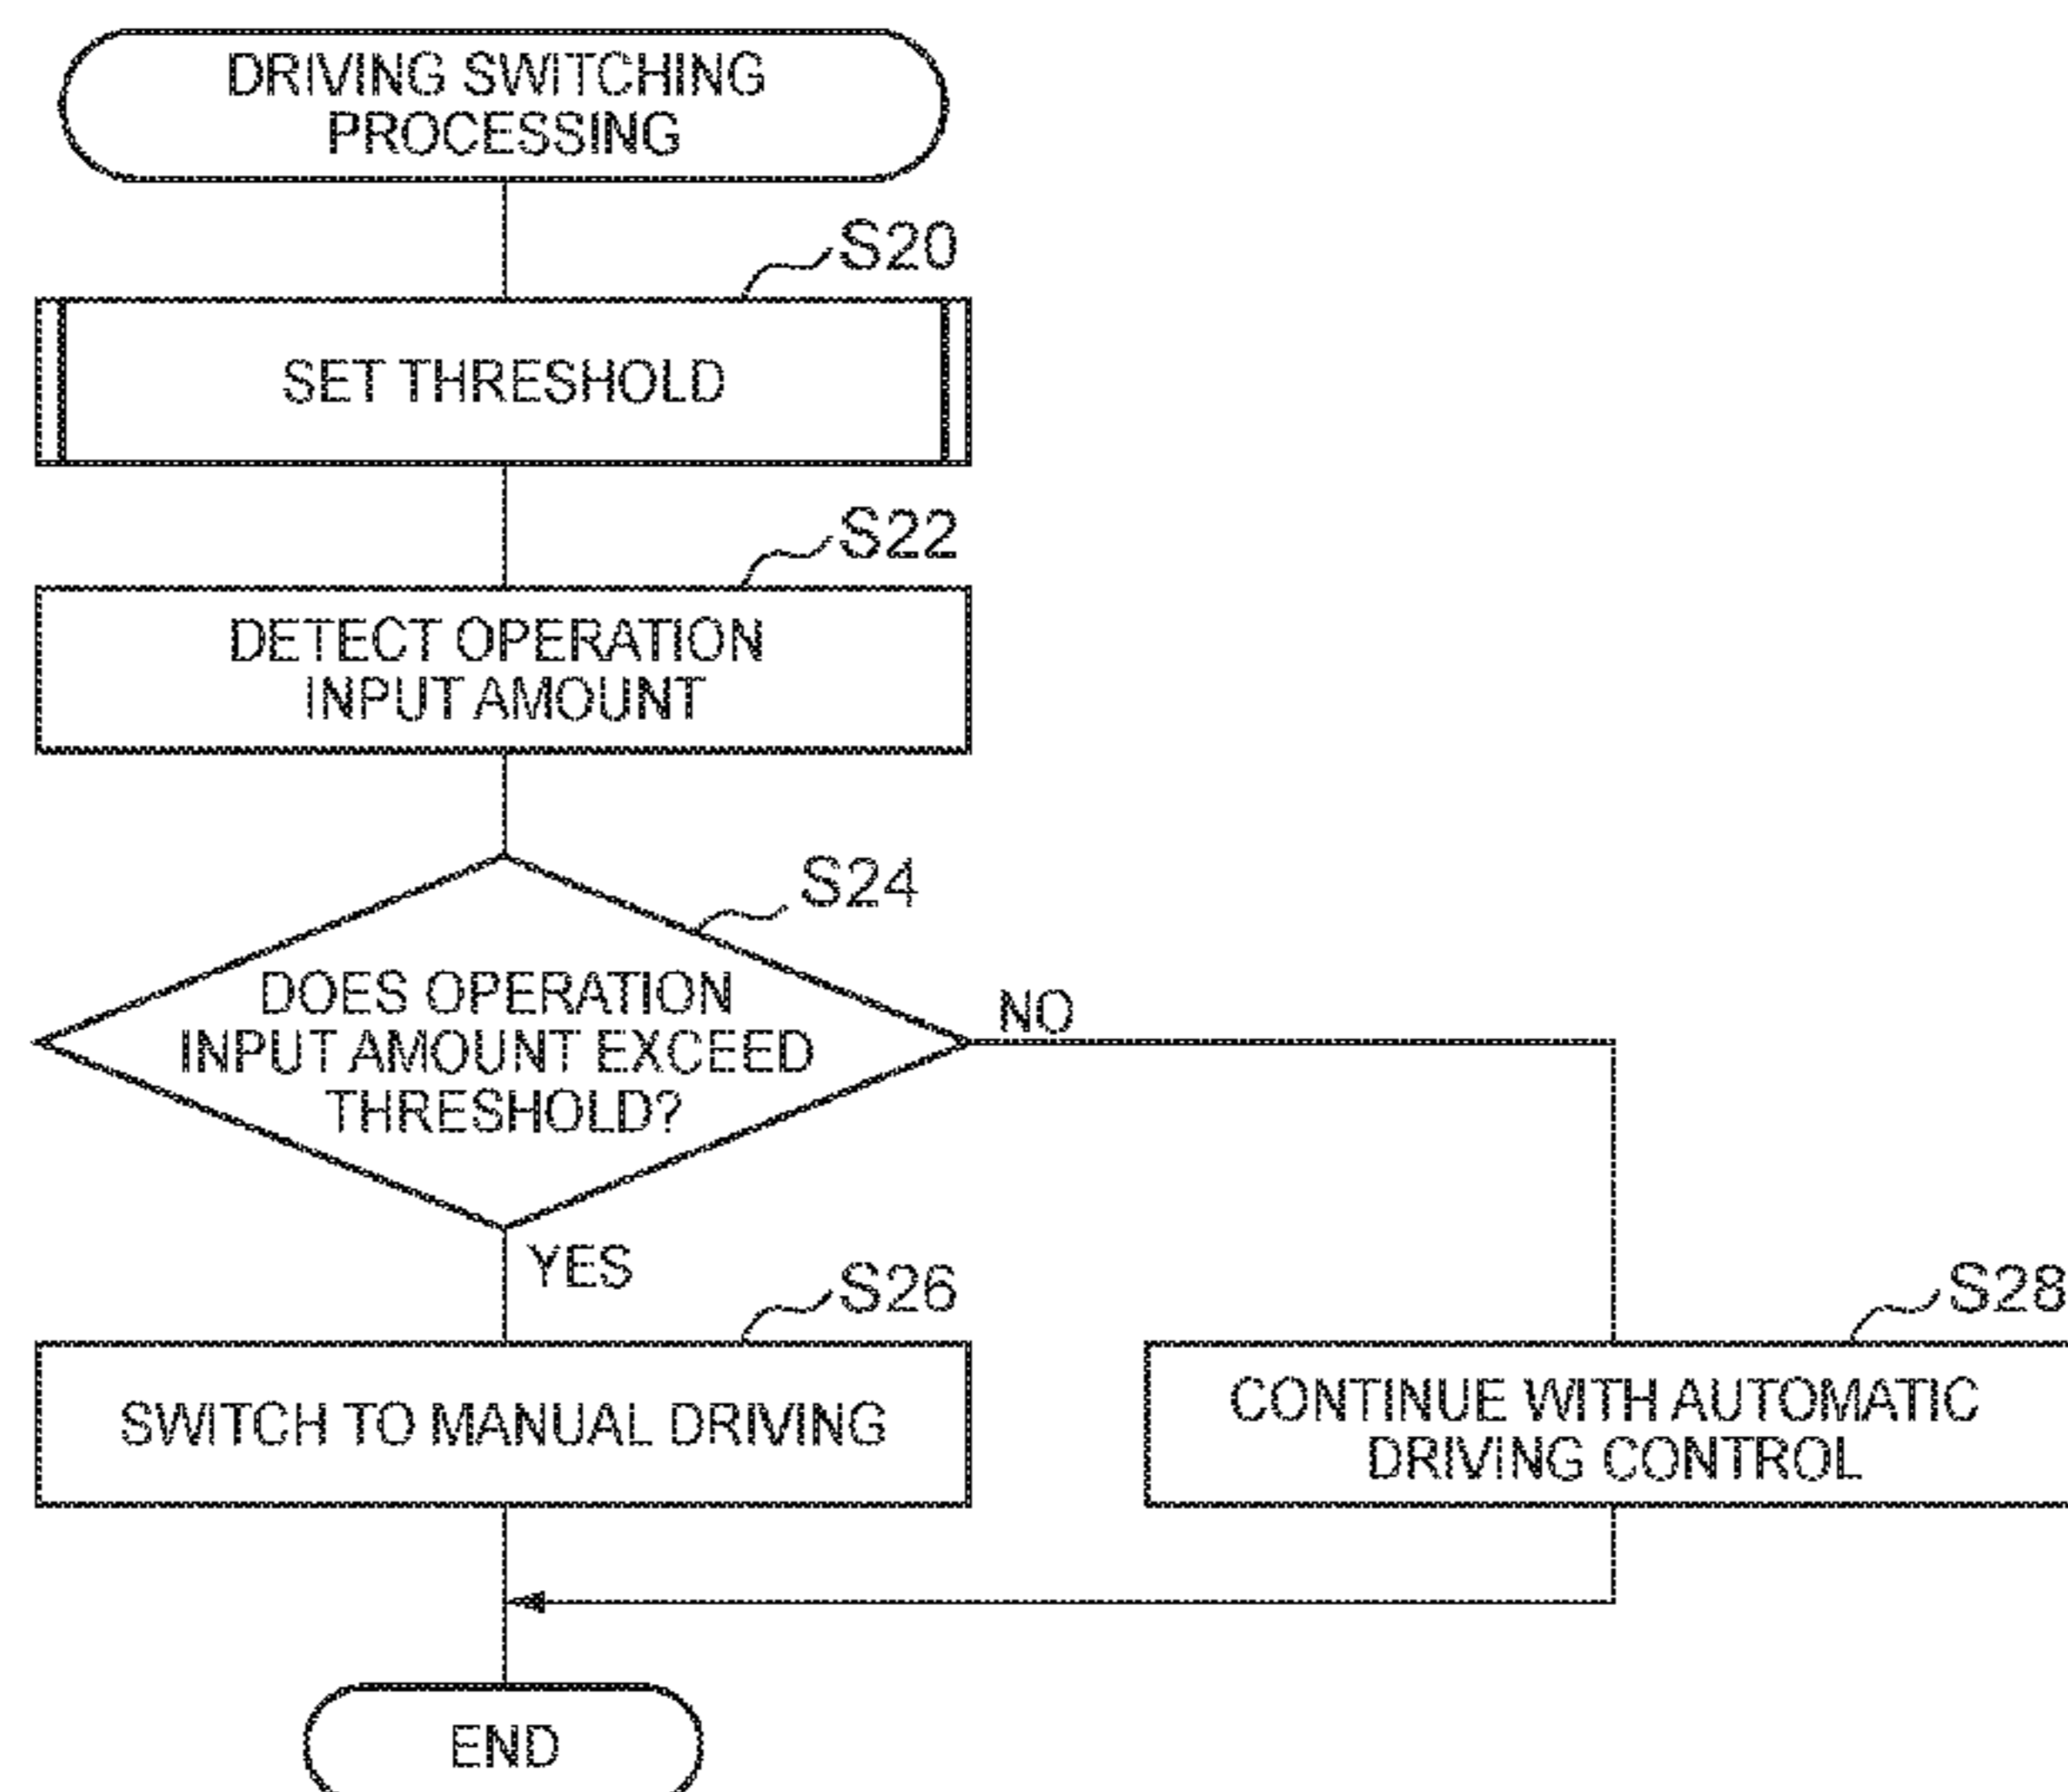 DRIVING SWITCHING
PROCESSING
S20
SET THRESHOLD
S22
DETECT OPERATION
INPUT AMOUNT
S24
DOES OPERATION
INPUT AMOUNT EXCEED
THRESHOLD?
NO
YES
S26
SWITCH TO MANUAL DRIVING
S28
CONTINUE WITH AUTOMATIC
DRIVING CONTROL
END